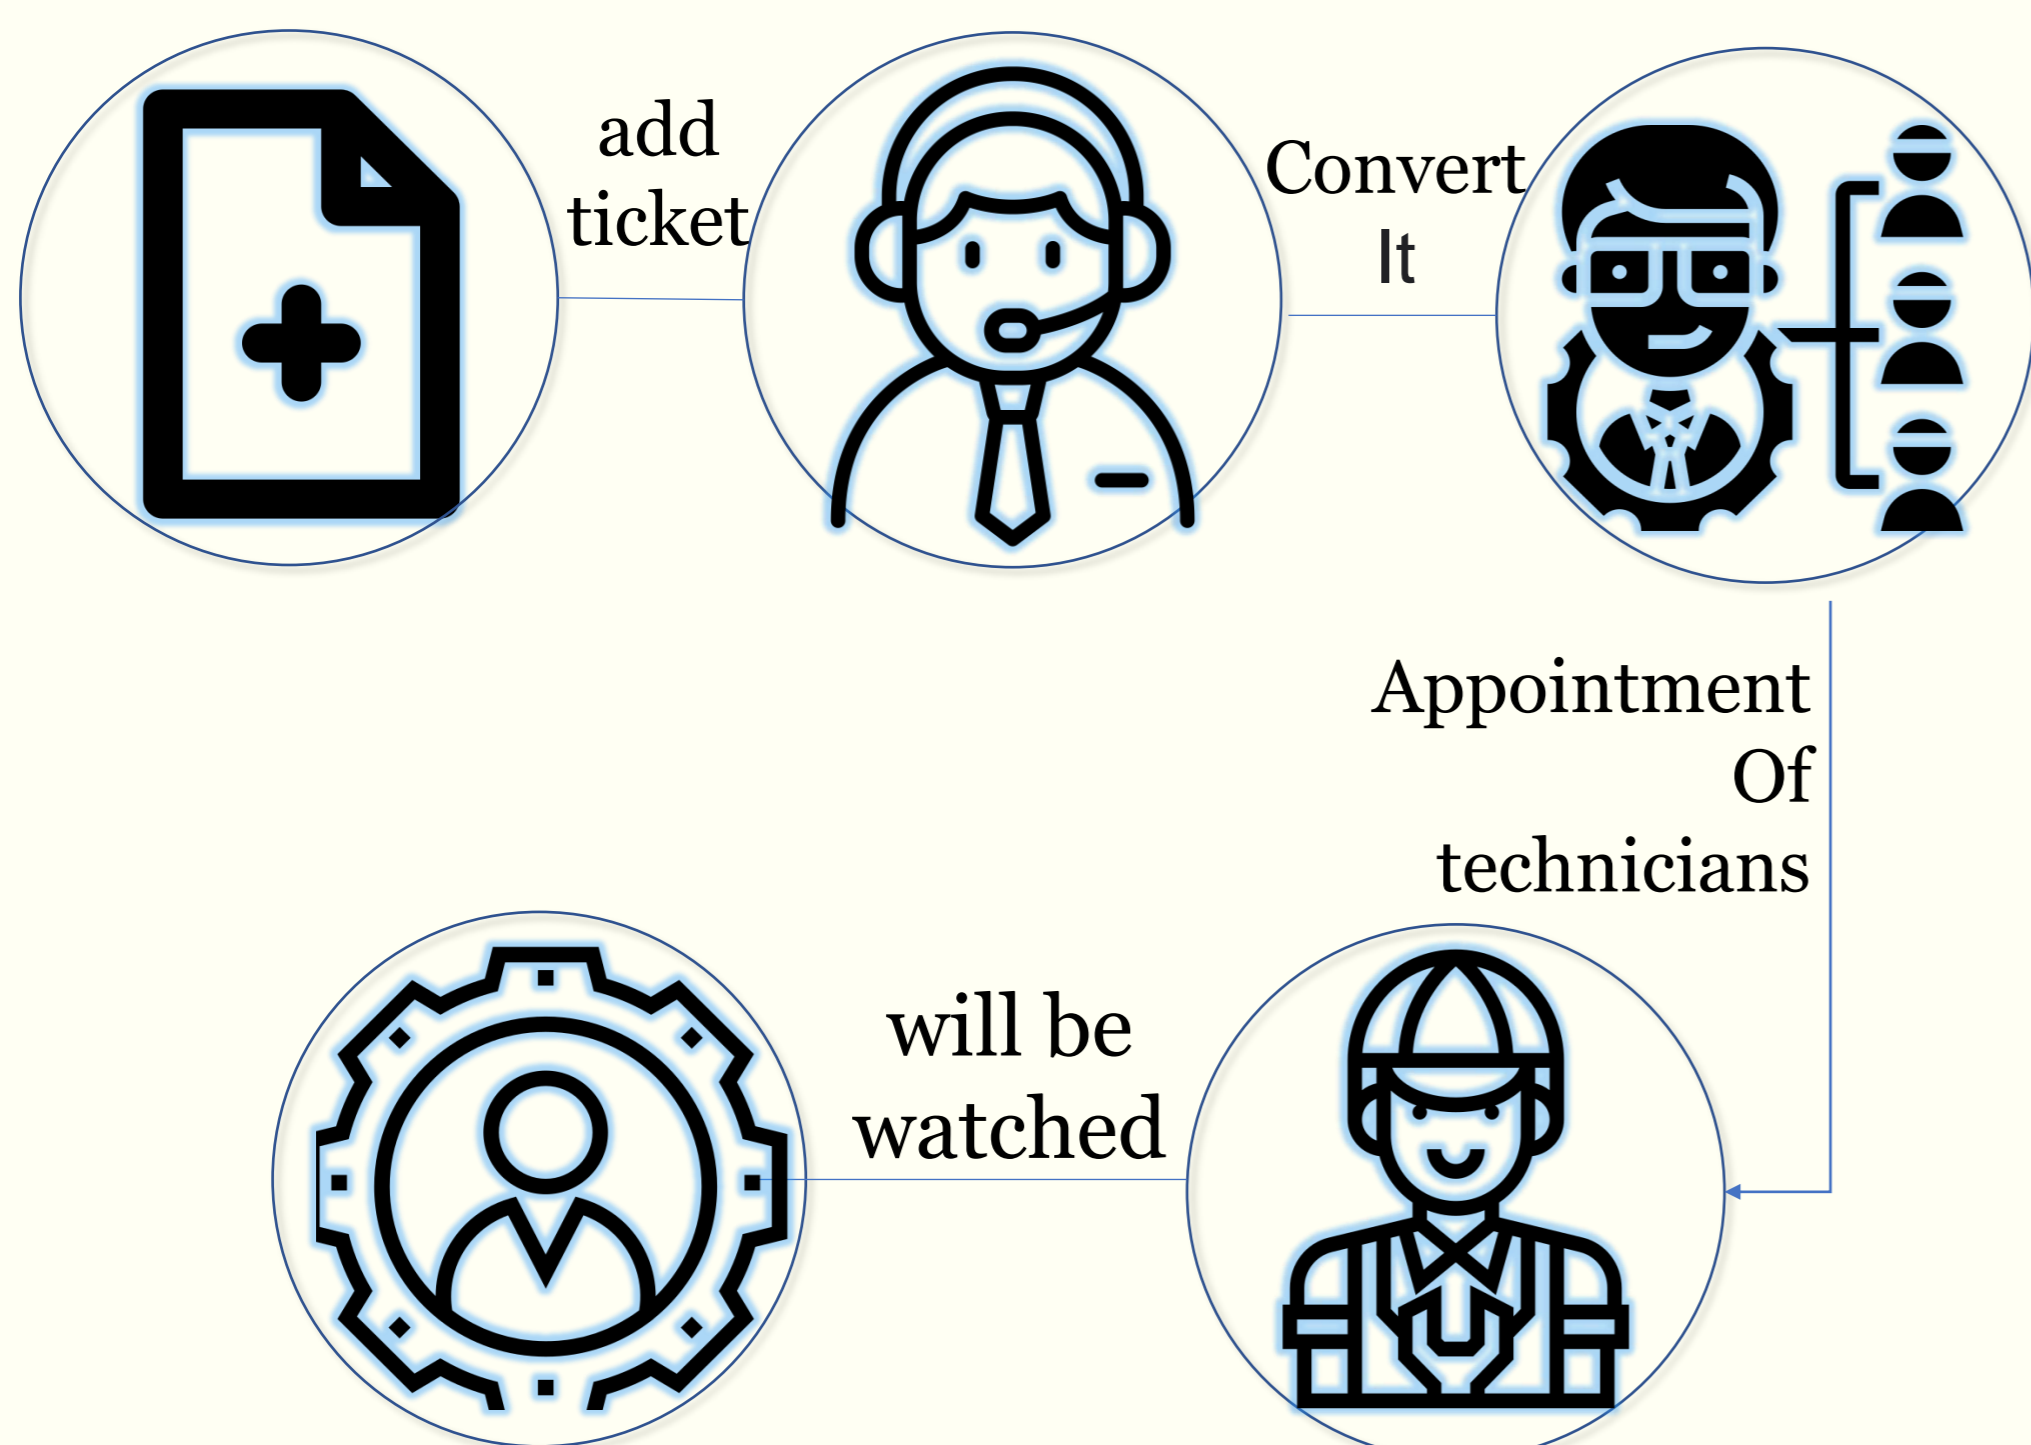 add
ticket
Convert
It
Appointment
Of
technicians
will be
watched